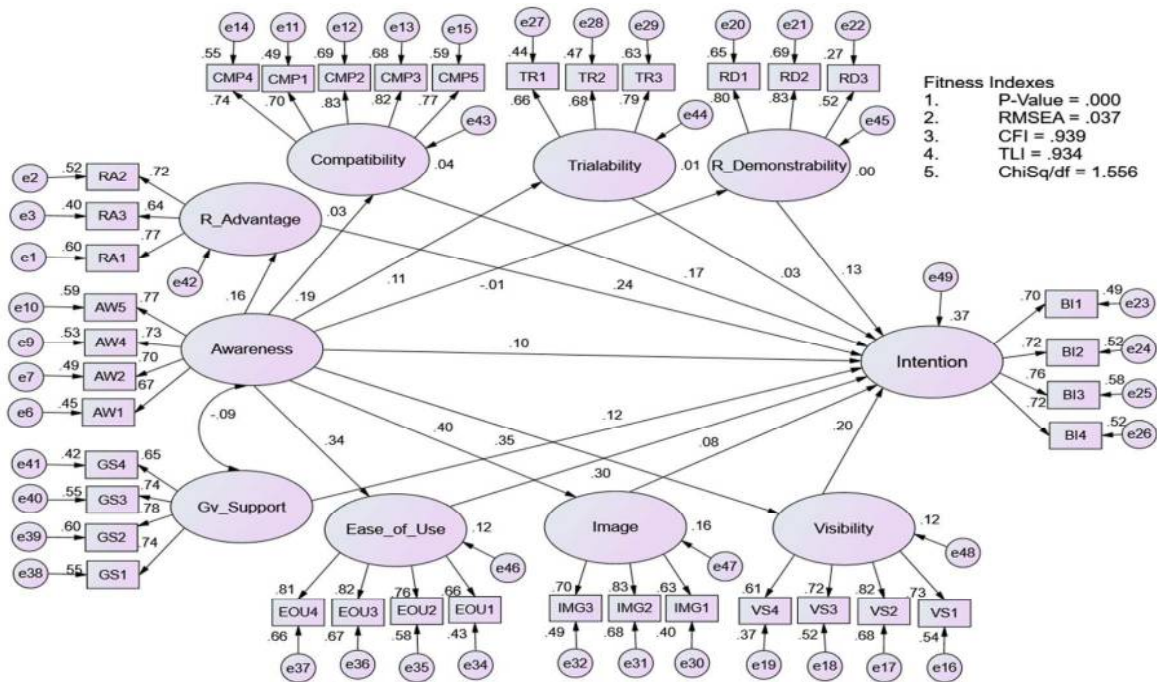 e14 e11 e12 e13 e15 e27 e28 e29 e20 e21 e22
.55 .49 .69 .68 .59 .44 .47 .63 .65 .69 .27
CMP4 CMP1 CMP2 CMP3 CMP5 TR1 TR2 TR3 RD1 RD2 RD3
.74 .70 .83 .82 .77 .66 .68 .79 .80 .83 .52
Fitness Indexes
1. P-Value = .000
2. RMSEA = .037
3. CFI = .939
4. TLI = .934
5. ChiSq/df = 1.556
e43 e44 e45
Compatibility .04 Trialability .01 R_Demonstrability .00
e2 .52 RA2 .72
e3 .40 RA3 .64
c1 .60 RA1 .77
R_Advantage .03
e42
.16 .19 .11 -.01 .24 .17 .03 .13
e49
.37
e10 .59 AW5 .77
c9 .53 AW4 .73
e7 .49 AW2 .70
e6 .45 AW1 .67
Awareness .10 Intention
.70 BI1 .49 e23
.72 BI2 .52 e24
.76 BI3 .58 e25
.72 BI4 .52 e26
-.09 .34 .40 .35 .12 .30 .08 .20
e41 .42 GS4 .65
e40 .55 GS3 .74
e39 .60 GS2 .78
e38 .55 GS1 .74
Gv_Support
Ease_of_Use .12 Image .16 Visibility .12
e46 e47 e48
.81 .82 .76 .66 .70 .83 .63 .61 .72 .82 .73
EOU4 EOU3 EOU2 EOU1 IMG3 IMG2 IMG1 VS4 VS3 VS2 VS1
.66 .67 .58 .43 .49 .68 .40 .37 .52 .68 .54
e37 e36 e35 e34 e32 e31 e30 e19 e18 e17 e16